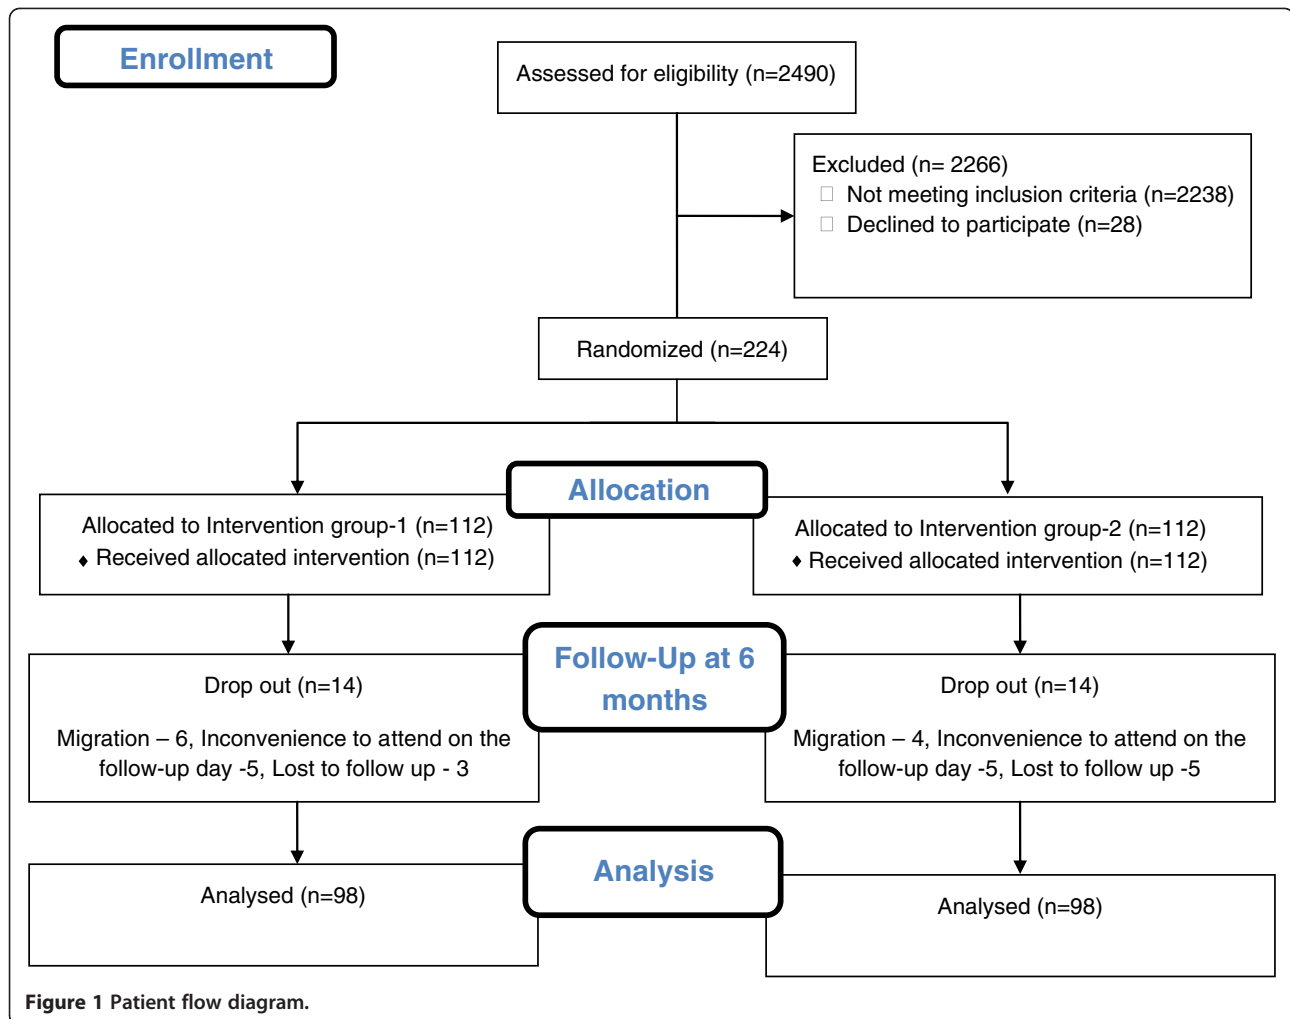 Enrollment
Assessed for eligibility (n=2490)
Excluded (n= 2266)
Not meeting inclusion criteria (n=2238)
Declined to participate (n=28)
Randomized (n=224)
Allocation
Allocated to Intervention group-1 (n=112)
♦ Received allocated intervention (n=112)
Allocated to Intervention group-2 (n=112)
♦ Received allocated intervention (n=112)
Follow-Up at 6
months
Drop out (n=14)
Migration – 6, Inconvenience to attend on the
follow-up day -5, Lost to follow up - 3
Drop out (n=14)
Migration – 4, Inconvenience to attend on the
follow-up day -5, Lost to follow up -5
Analysis
Analysed (n=98)
Analysed (n=98)
Figure 1 Patient flow diagram.